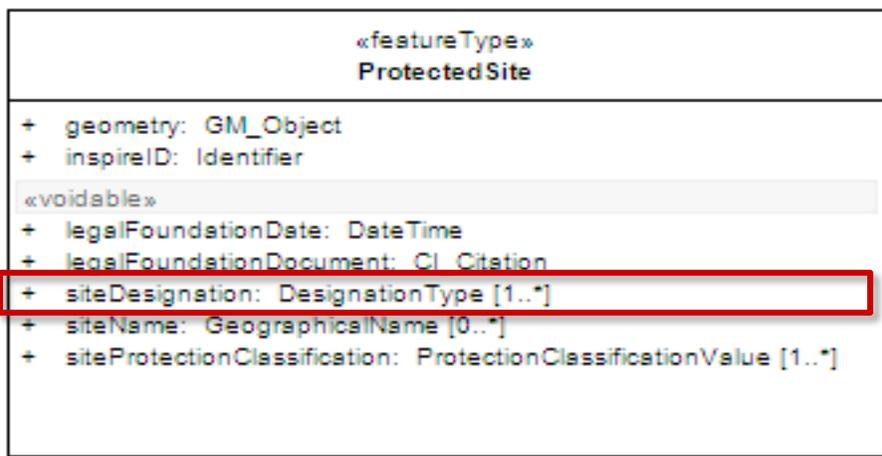 «featureType»
ProtectedSite
+ geometry: GM_Object
+ inspireID: Identifier
«voidable»
+ legalFoundationDate: DateTime
+ legalFoundationDocument: CI_Citation
+ siteDesignation: DesignationType [1..*]
+ siteName: GeographicalName [0..*]
+ siteProtectionClassification: ProtectionClassificationValue [1..*]